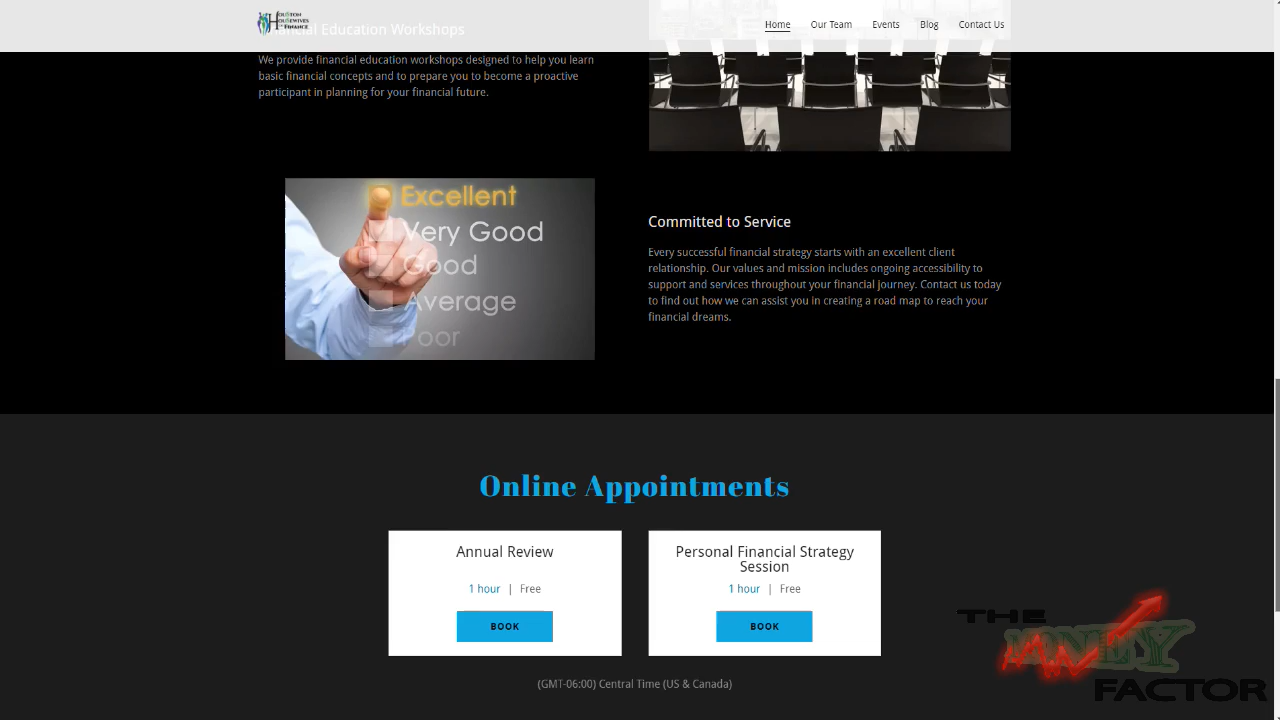 HOUSTON
HOUSEWIVES
FINANCE
Home
Our Team
Events
Blog
Contact Us
Financial Education Workshops
We provide financial education workshops designed to help you learn
basic financial concepts and to prepare you to become a proactive
participant in planning for your financial future.
Excellent
Very Good
Good
Average
Poor
Committed to Service
Every successful financial strategy starts with an excellent client
relationship. Our values and mission includes ongoing accessibility to
support and services throughout your financial journey. Contact us today
to find out how we can assist you in creating a road map to reach your
financial dreams.
Online Appointments
Annual Review
1 hour | Free
BOOK
Personal Financial Strategy
Session
1 hour | Free
BOOK
(GMT-06:00) Central Time (US & Canada)
THE
MONEY
FACTOR